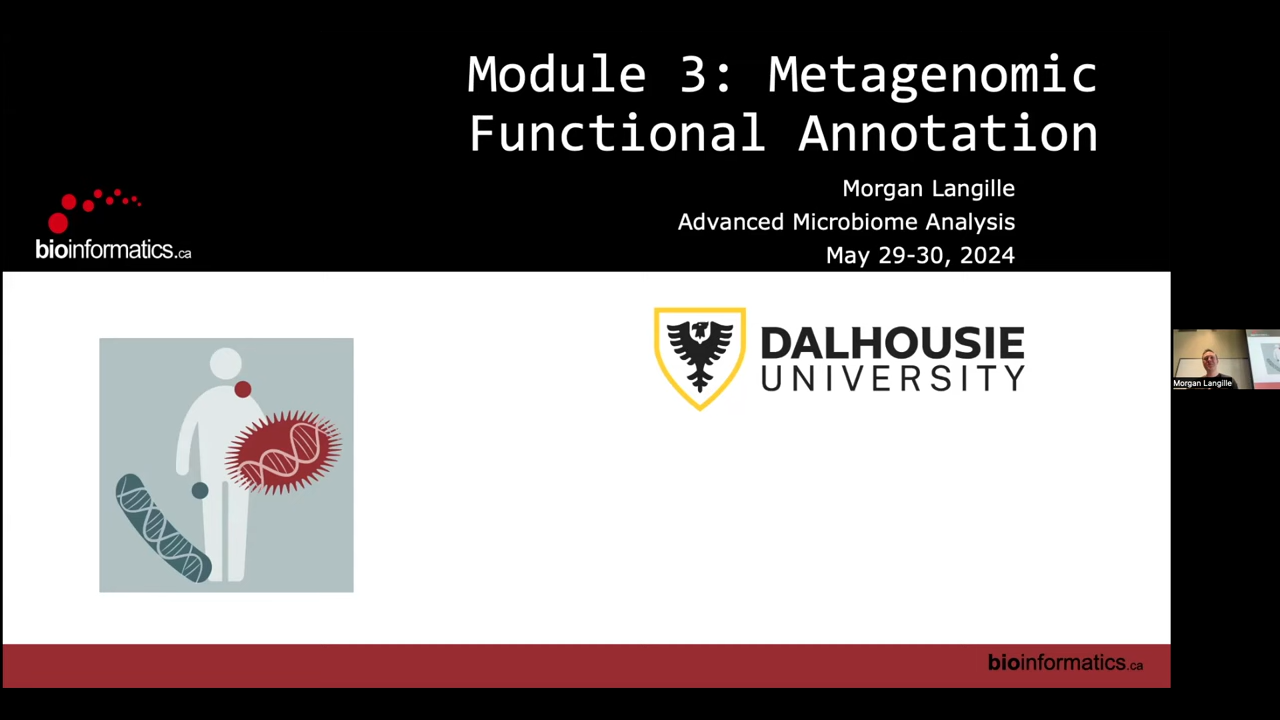 Module 3: Metagenomic
Functional Annotation
Morgan Langille
Advanced Microbiome Analysis
May 29-30, 2024
bioinformatics.ca
DALHOUSIE
UNIVERSITY
Morgan Langille
bioinformatics.ca